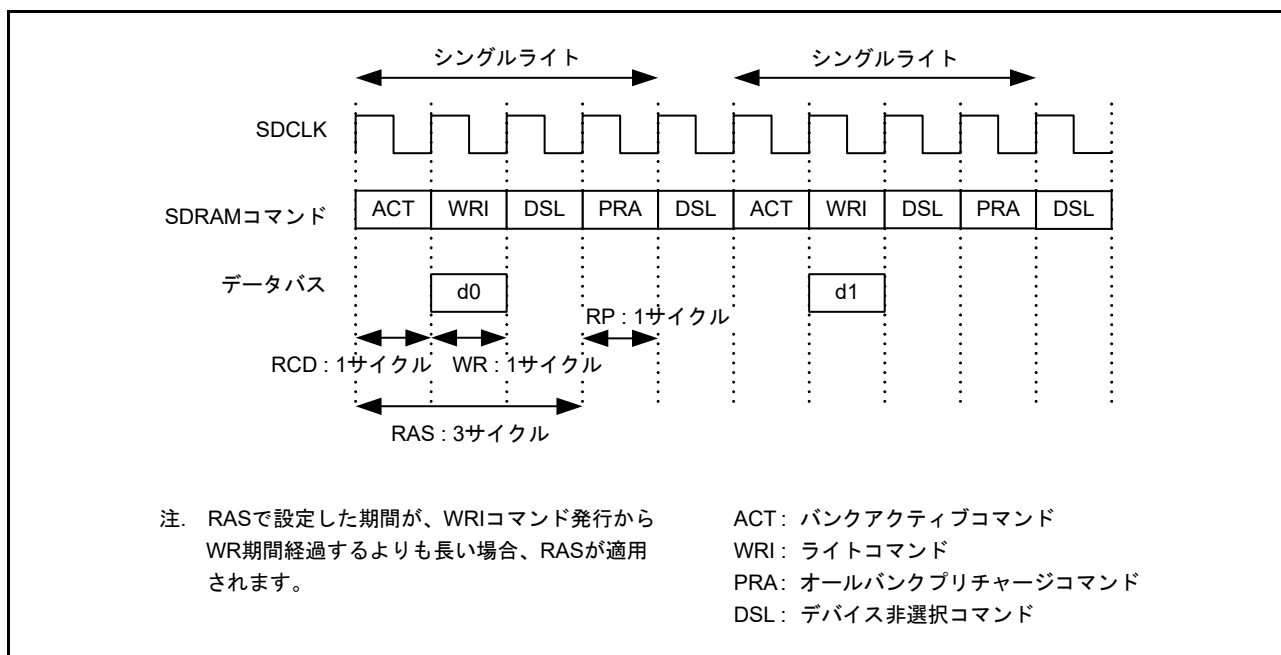 シングルライト シングルライト
SDCLK
SDRAMコマンド ACT WRI DSL PRA DSL ACT WRI DSL PRA DSL
データバス d0 d1
RP : 1サイクル
RCD : 1サイクル WR : 1サイクル
RAS : 3サイクル
注. RASで設定した期間が、WRIコマンド発行から
WR期間経過するよりも長い場合、RASが適用
されます。
ACT : バンクアクティブコマンド
WRI : ライトコマンド
PRA : オールバンクプリチャージコマンド
DSL : デバイス非選択コマンド